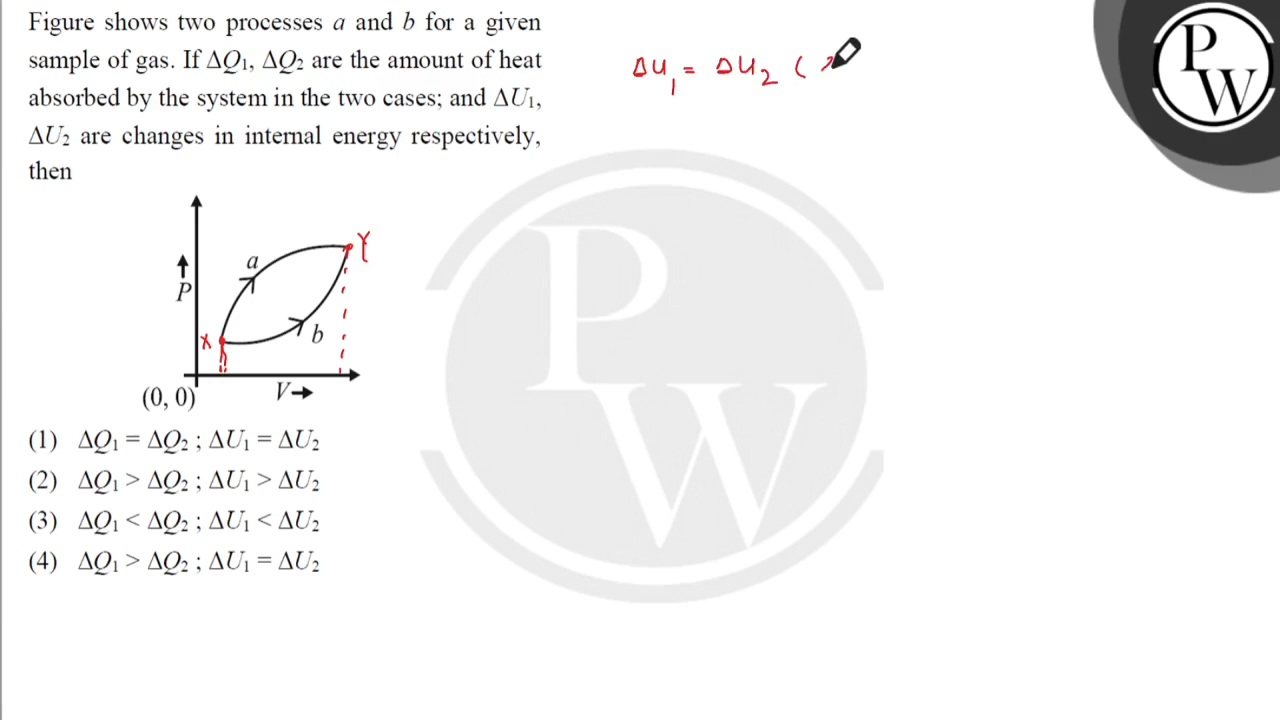 Figure shows two processes a and b for a given
sample of gas. If ΔQ₁, ΔQ₂ are the amount of heat
absorbed by the system in the two cases; and ΔU₁,
ΔU₂ are changes in internal energy respectively,
then
ΔU₁ = ΔU₂ (
P
W
a
Y
P
X
b
(0, 0)
V
(1) ΔQ₁ = ΔQ₂ ; ΔU₁ = ΔU₂
(2) ΔQ₁ > ΔQ₂ ; ΔU₁ > ΔU₂
(3) ΔQ₁ < ΔQ₂ ; ΔU₁ < ΔU₂
(4) ΔQ₁ > ΔQ₂ ; ΔU₁ = ΔU₂
P
W